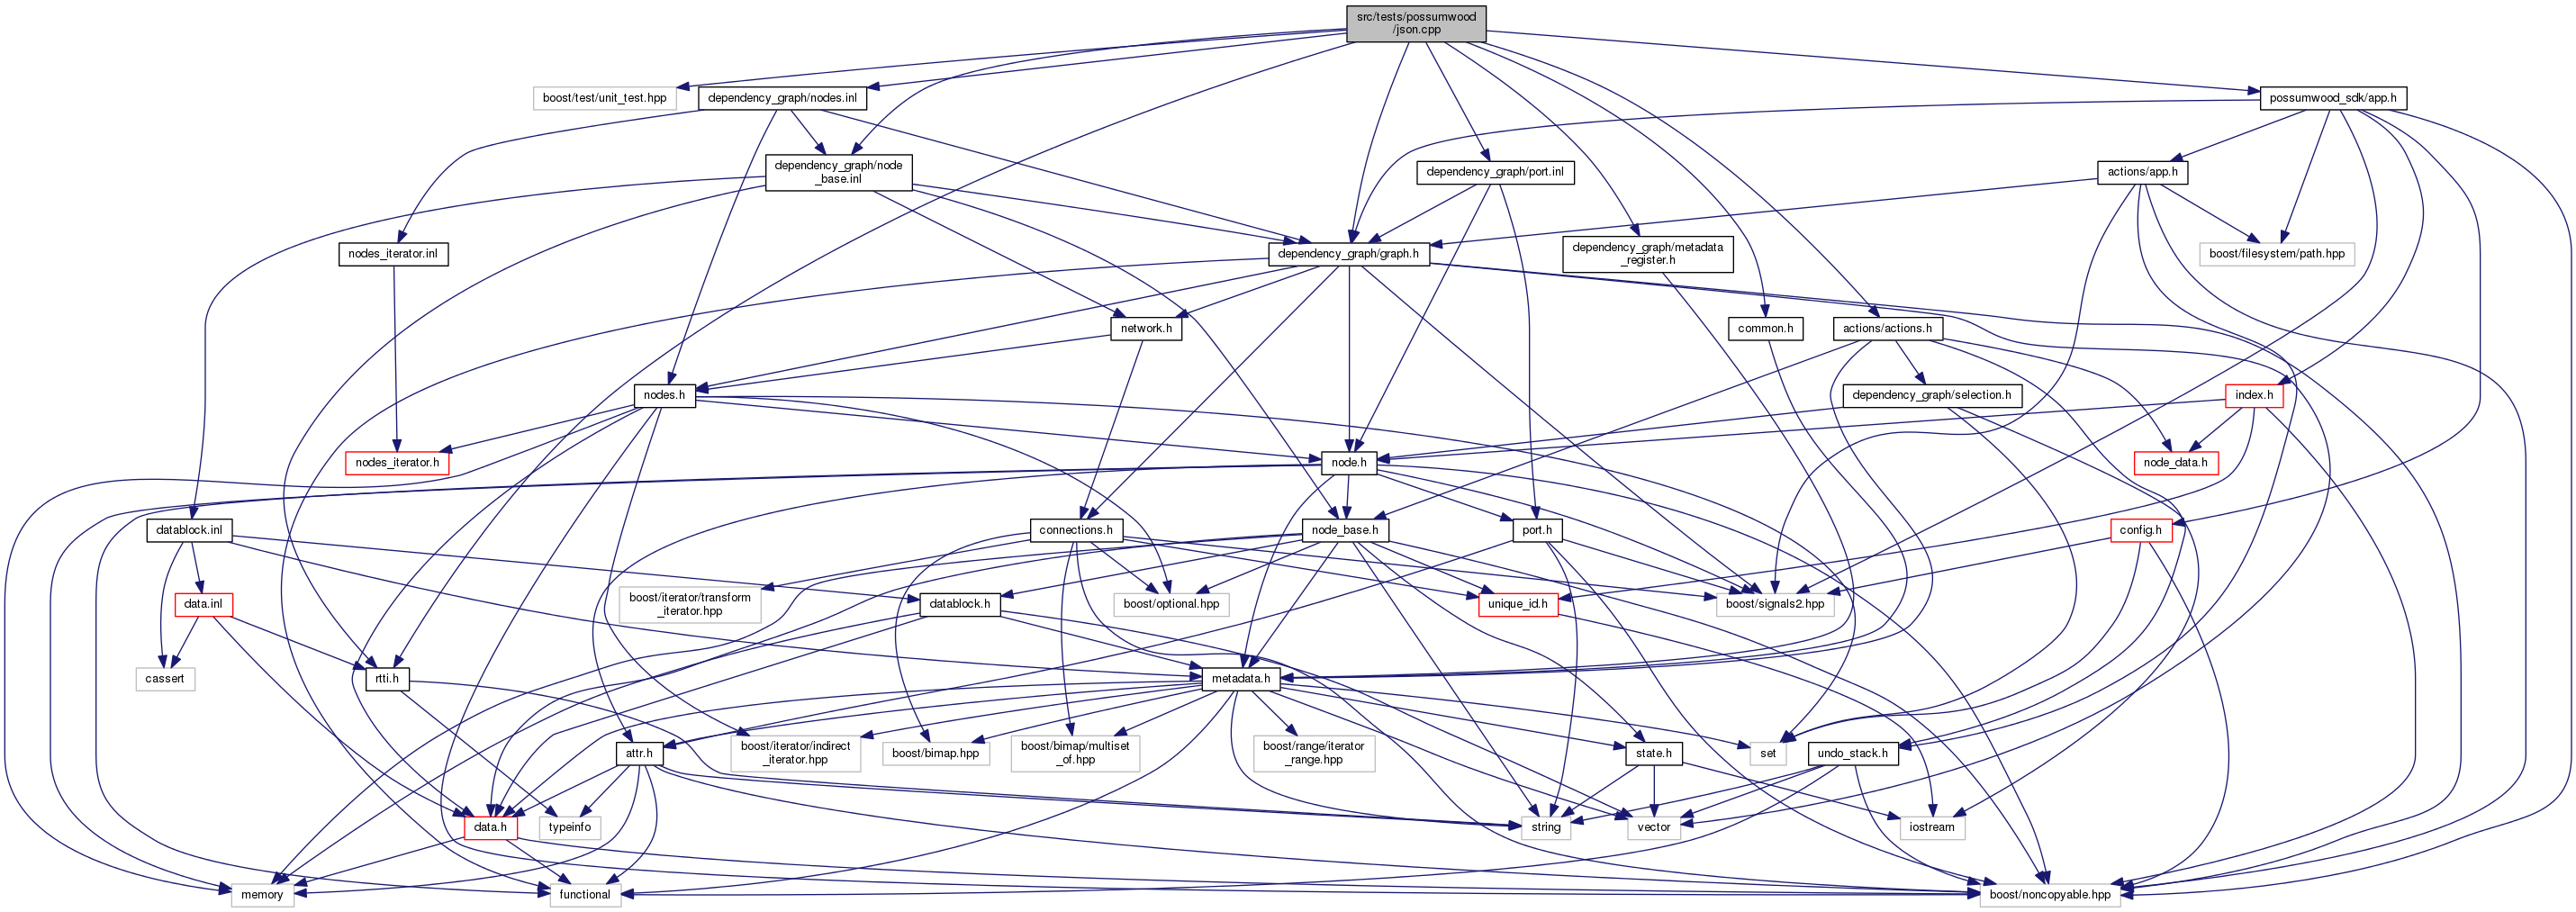 src/tests/possumwood
/json.cpp
boost/test/unit_test.hpp
dependency_graph/nodes.inl
possumwood_sdk/app.h
dependency_graph/node
_base.inl
dependency_graph/port.inl
actions/app.h
nodes_iterator.inl
dependency_graph/graph.h
dependency_graph/metadata
_register.h
boost/filesystem/path.hpp
network.h
common.h
actions/actions.h
nodes.h
dependency_graph/selection.h
index.h
nodes_iterator.h
node.h
node_data.h
datablock.inl
connections.h
node_base.h
port.h
config.h
data.inl
boost/iterator/transform
_iterator.hpp
datablock.h
boost/optional.hpp
unique_id.h
boost/signals2.hpp
cassert
rtti.h
metadata.h
attr.h
boost/iterator/indirect
_iterator.hpp
boost/bimap.hpp
boost/bimap/multiset
_of.hpp
boost/range/iterator
_range.hpp
state.h
set
undo_stack.h
data.h
typeinfo
string
vector
iostream
memory
functional
boost/noncopyable.hpp